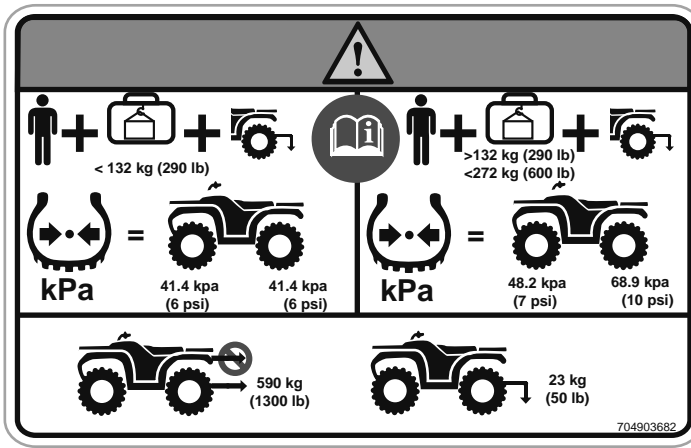 < 132 kg (290 lb)
>132 kg (290 lb)
<272 kg (600 lb)
kPa
=
41.4 kpa
(6 psi)
41.4 kpa
(6 psi)
kPa
=
48.2 kpa
(7 psi)
68.9 kpa
(10 psi)
590 kg
(1300 lb)
23 kg
(50 lb)
704903682